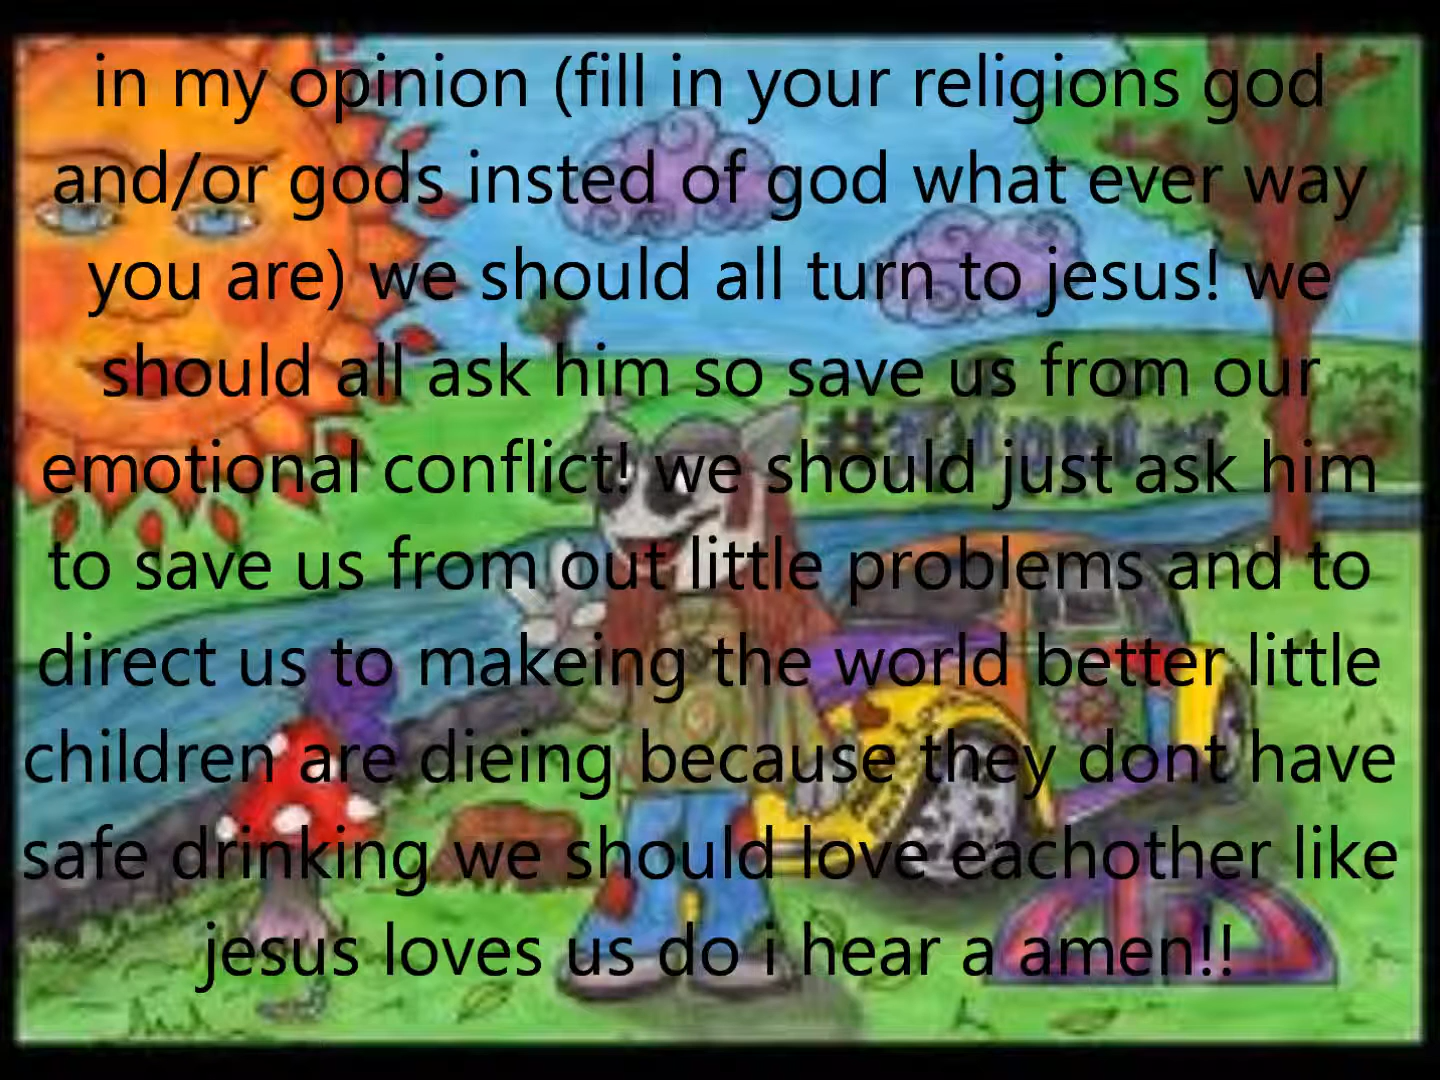 in my opinion (fill in your religions god
and/or gods insted of god what ever way
you are) we should all turn to jesus! we
should all ask him so save us from our
emotional conflict! we should just ask him
to save us from out little problems and to
direct us to makeing the world better little
children are dieing because they dont have
safe drinking we should love eachother like
jesus loves us do i hear a amen!!